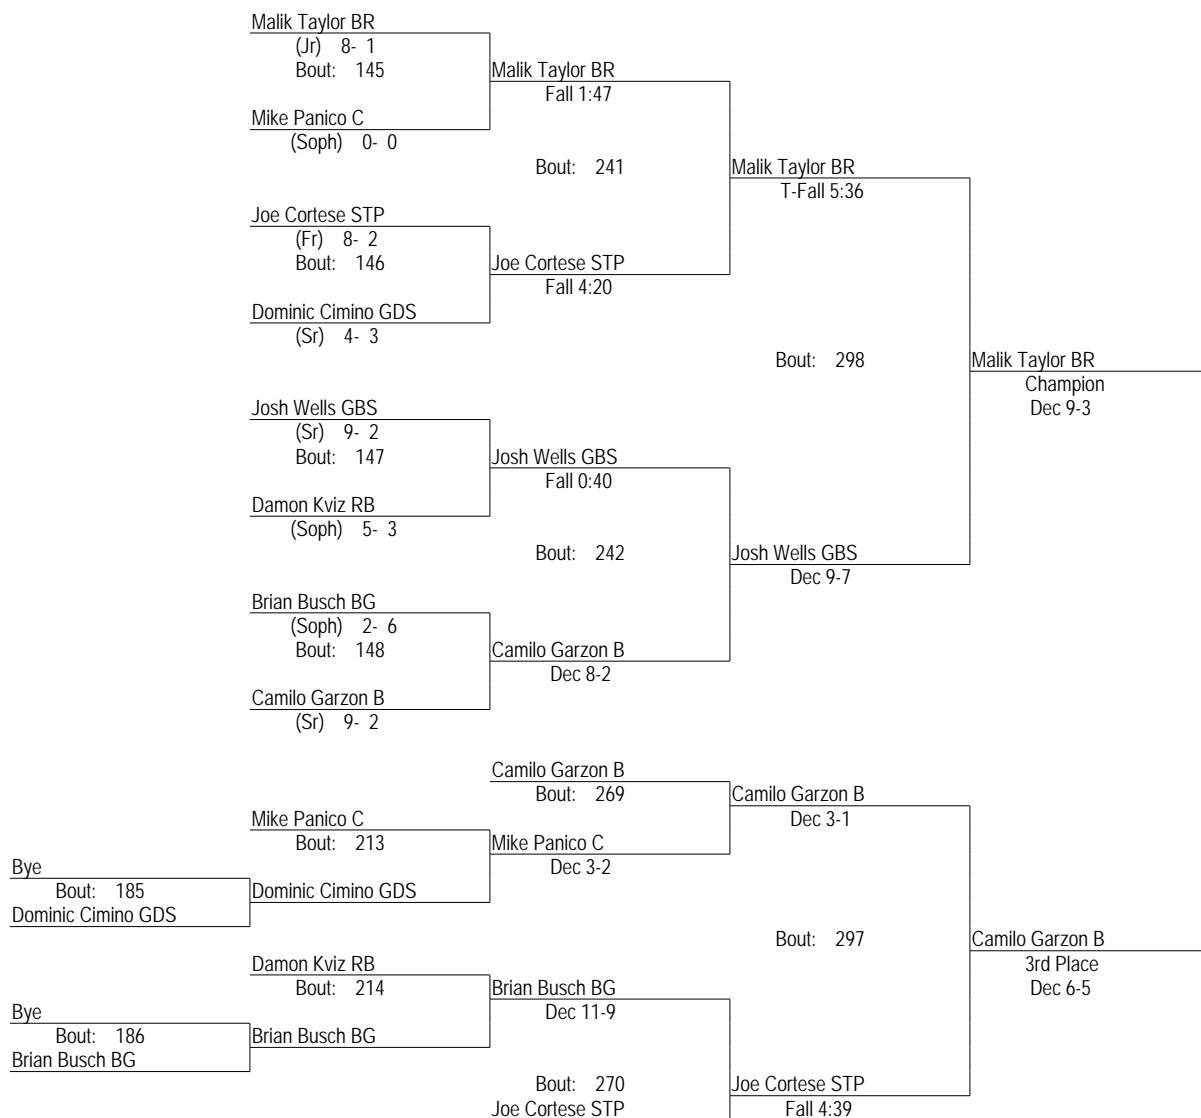 Malik Taylor BR
(Jr) 8- 1
Bout: 145
Malik Taylor BR
Fall 1:47
Mike Panico C
(Soph) 0- 0
Bout: 241
Malik Taylor BR
T-Fall 5:36
Joe Cortese STP
(Fr) 8- 2
Bout: 146
Joe Cortese STP
Fall 4:20
Dominic Cimino GDS
(Sr) 4- 3
Bout: 298
Malik Taylor BR
Champion
Dec 9-3
Josh Wells GBS
(Sr) 9- 2
Bout: 147
Josh Wells GBS
Fall 0:40
Damon Kviz RB
(Soph) 5- 3
Bout: 242
Josh Wells GBS
Dec 9-7
Brian Busch BG
(Soph) 2- 6
Bout: 148
Camilo Garzon B
Dec 8-2
Camilo Garzon B
(Sr) 9- 2
Camilo Garzon B
Bout: 269
Camilo Garzon B
Dec 3-1
Mike Panico C
Bout: 213
Mike Panico C
Dec 3-2
Bye
Bout: 185
Dominic Cimino GDS
Dominic Cimino GDS
Bout: 297
Camilo Garzon B
3rd Place
Dec 6-5
Damon Kviz RB
Bout: 214
Brian Busch BG
Dec 11-9
Bye
Bout: 186
Brian Busch BG
Brian Busch BG
Bout: 270
Joe Cortese STP
Fall 4:39
Joe Cortese STP